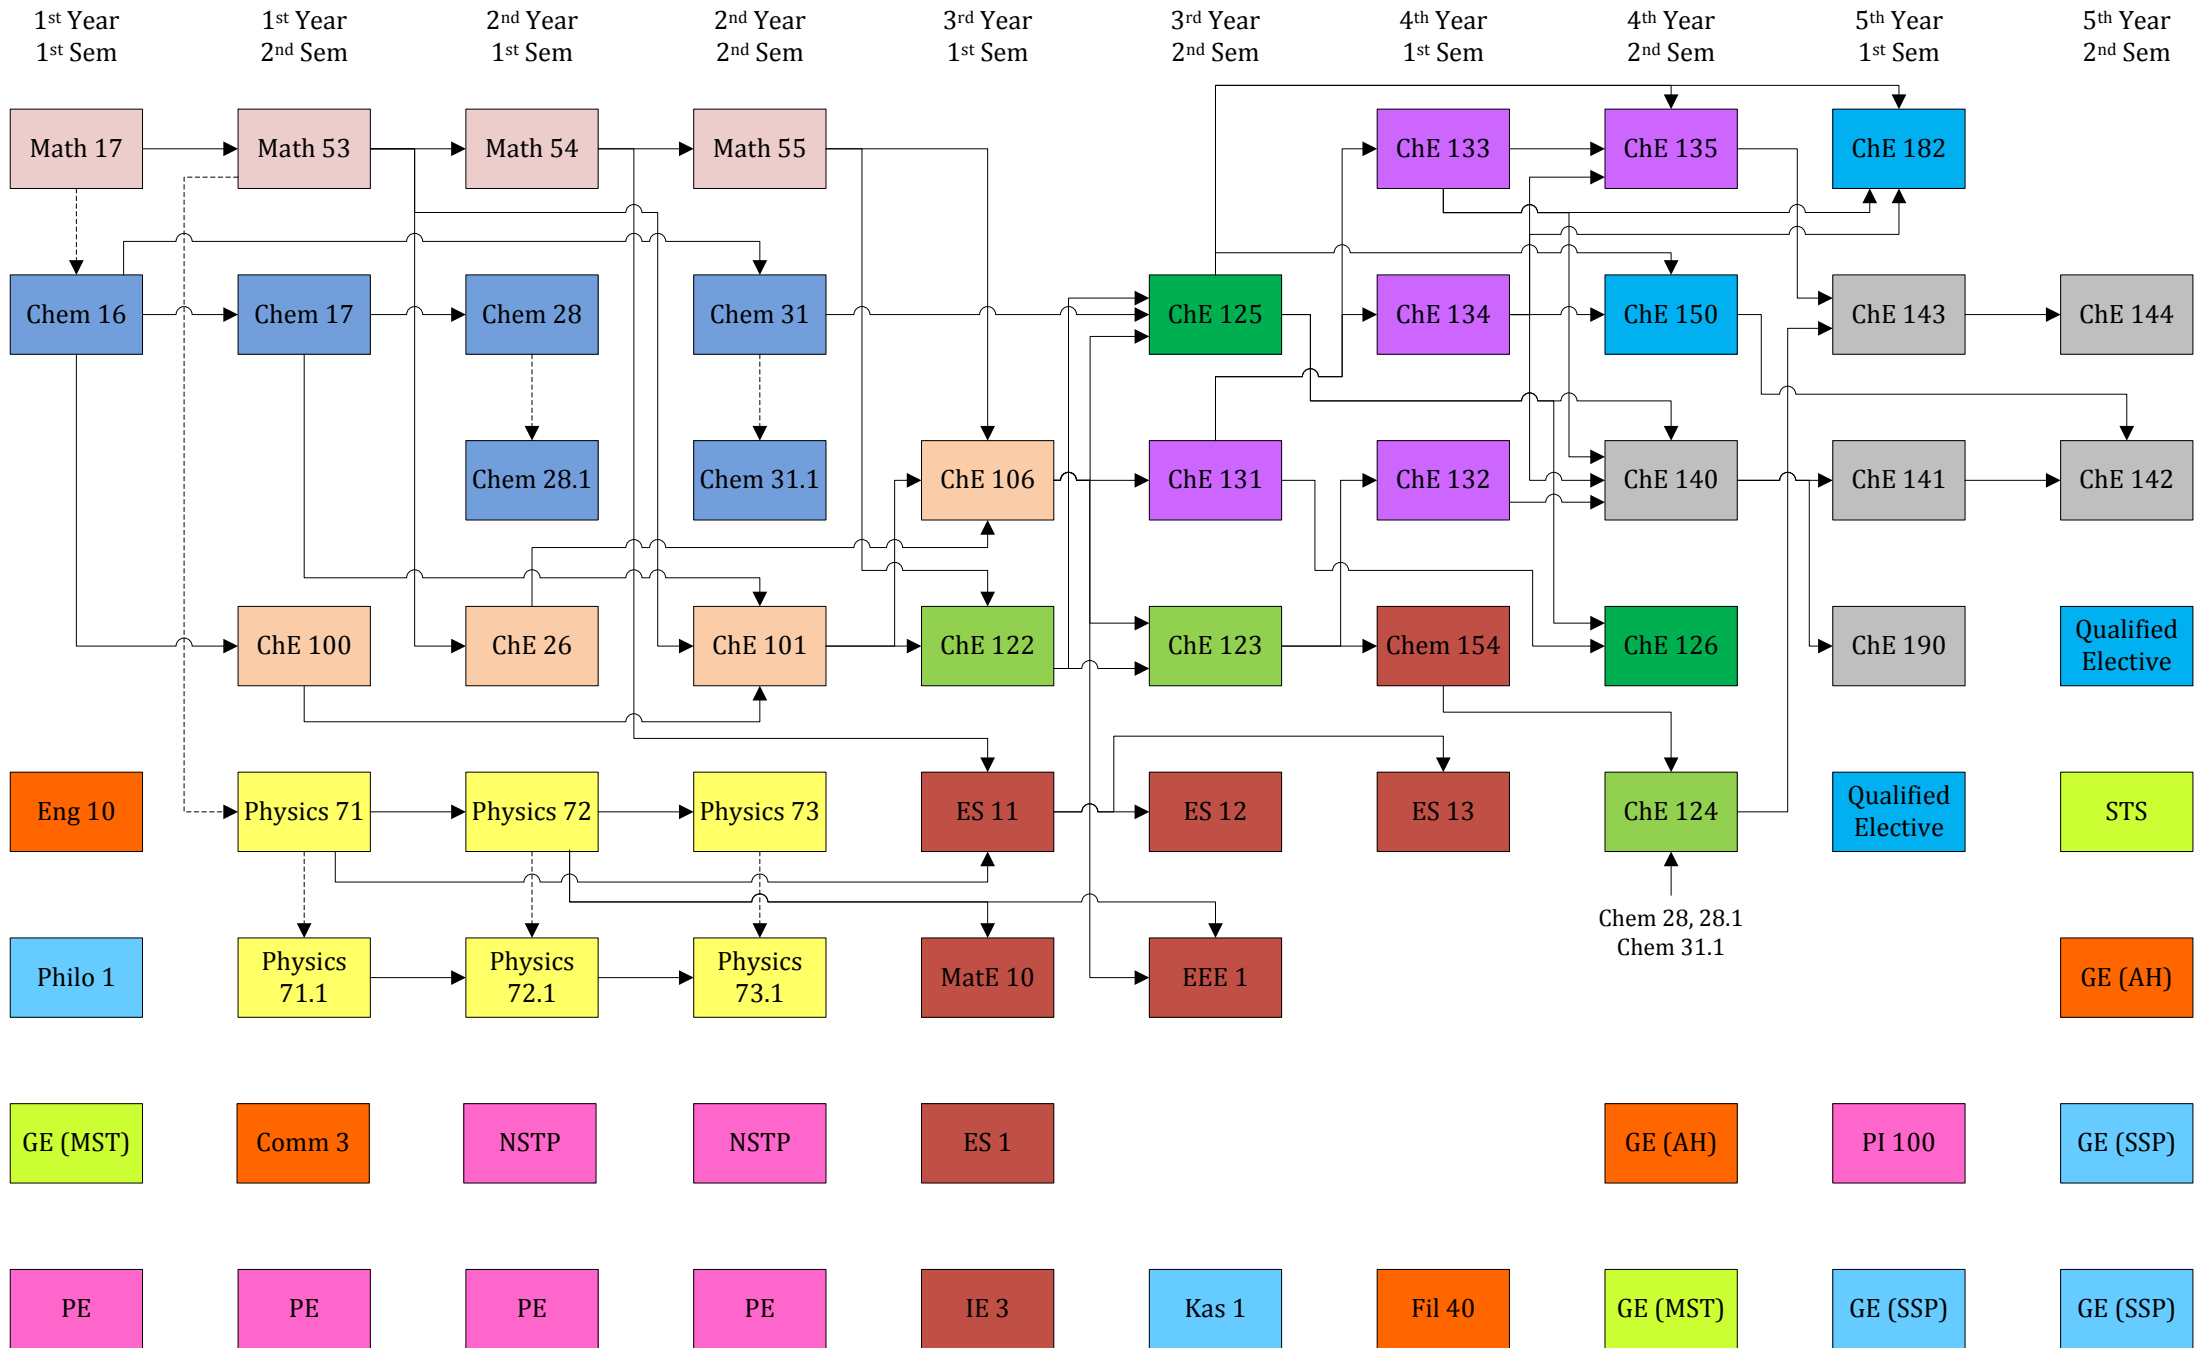 1st Year 1st Year 2nd Year 2nd Year 3rd Year 3rd Year 4th Year 4th Year 5th Year 5th Year
1st Sem 2nd Sem 1st Sem 2nd Sem 1st Sem 2nd Sem 1st Sem 2nd Sem 1st Sem 2nd Sem
Math 17 Math 53 Math 54 Math 55 ChE 133 ChE 135 ChE 182
Chem 16 Chem 17 Chem 28 Chem 31 ChE 125 ChE 134 ChE 150 ChE 143 ChE 144
Chem 28.1 Chem 31.1 ChE 106 ChE 131 ChE 132 ChE 140 ChE 141 ChE 142
ChE 100 ChE 26 ChE 101 ChE 122 ChE 123 Chem 154 ChE 126 ChE 190 Qualified
Elective
Eng 10 Physics 71 Physics 72 Physics 73 ES 11 ES 12 ES 13 ChE 124 Qualified
Elective
STS
Chem 28, 28.1
Chem 31.1
Philo 1 Physics
71.1
Physics
72.1
Physics
73.1
MatE 10 EEE 1 GE (AH)
GE (MST) Comm 3 NSTP NSTP ES 1 GE (AH) PI 100 GE (SSP)
PE PE PE PE IE 3 Kas 1 Fil 40 GE (MST) GE (SSP) GE (SSP)